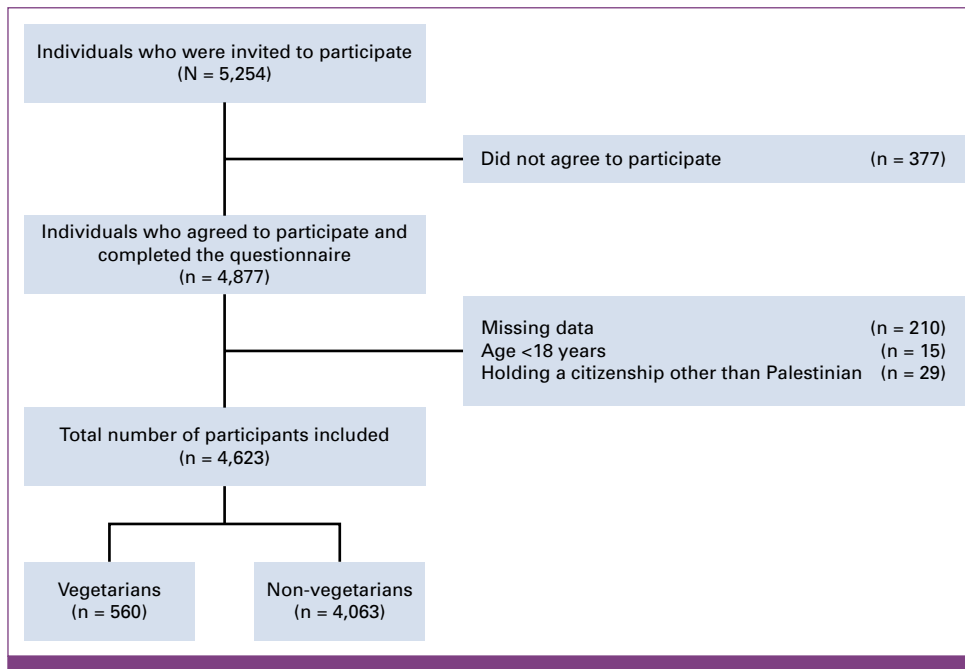 Individuals who were invited to participate
(N = 5,254)
Did not agree to participate (n = 377)
Individuals who agreed to participate and
completed the questionnaire
(n = 4,877)
Missing data (n = 210)
Age <18 years (n = 15)
Holding a citizenship other than Palestinian (n = 29)
Total number of participants included
(n = 4,623)
Vegetarians
(n = 560)
Non-vegetarians
(n = 4,063)